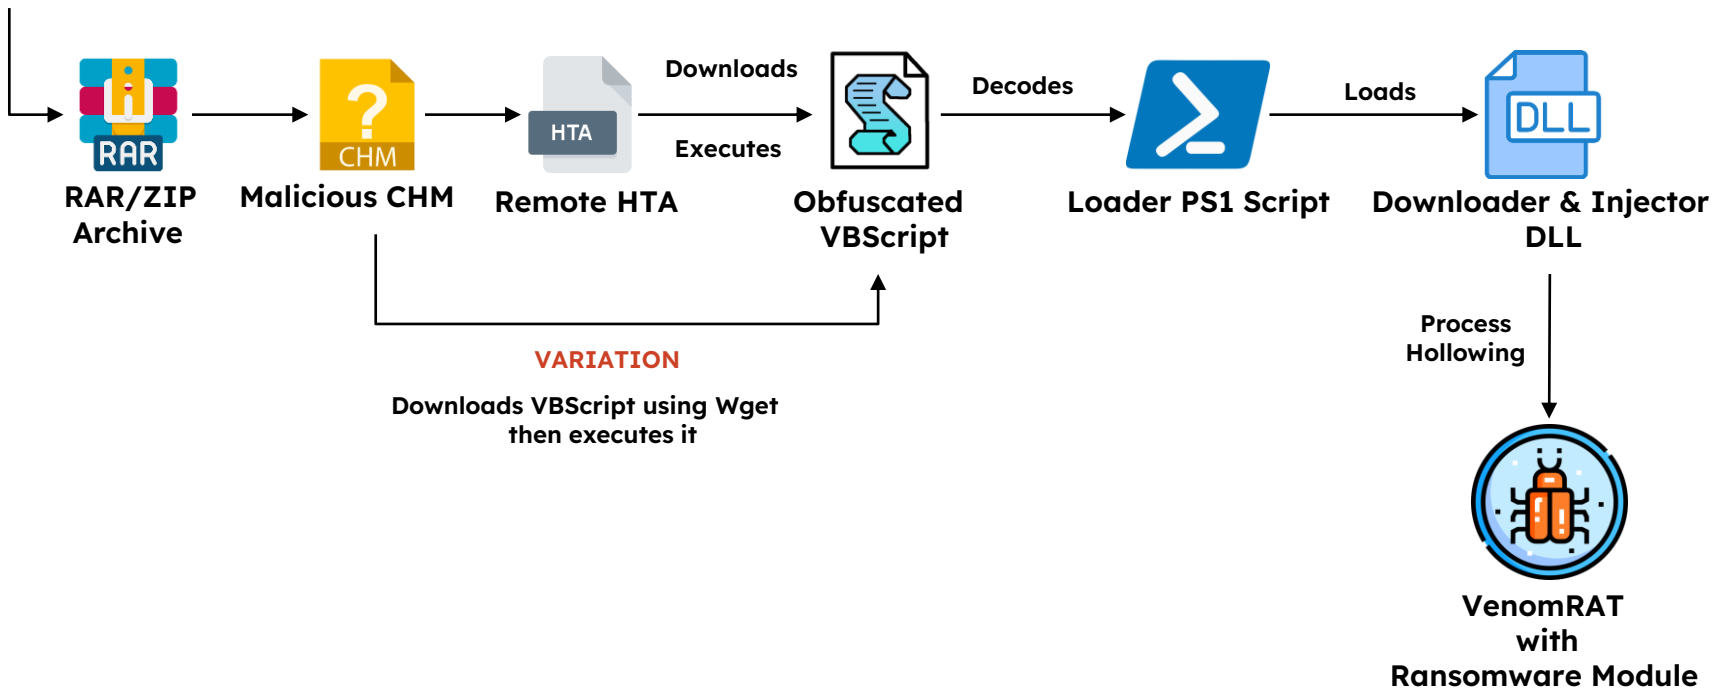 RAR
RAR/ZIP
Archive
?
CHM
Malicious CHM
HTA
Remote HTA
Downloads
Executes
Obfuscated
VBScript
Decodes
Loader PS1 Script
Loads
DLL
Downloader & Injector
DLL
VARIATION
Downloads VBScript using Wget
then executes it
Process
Hollowing
VenomRAT
with
Ransomware Module